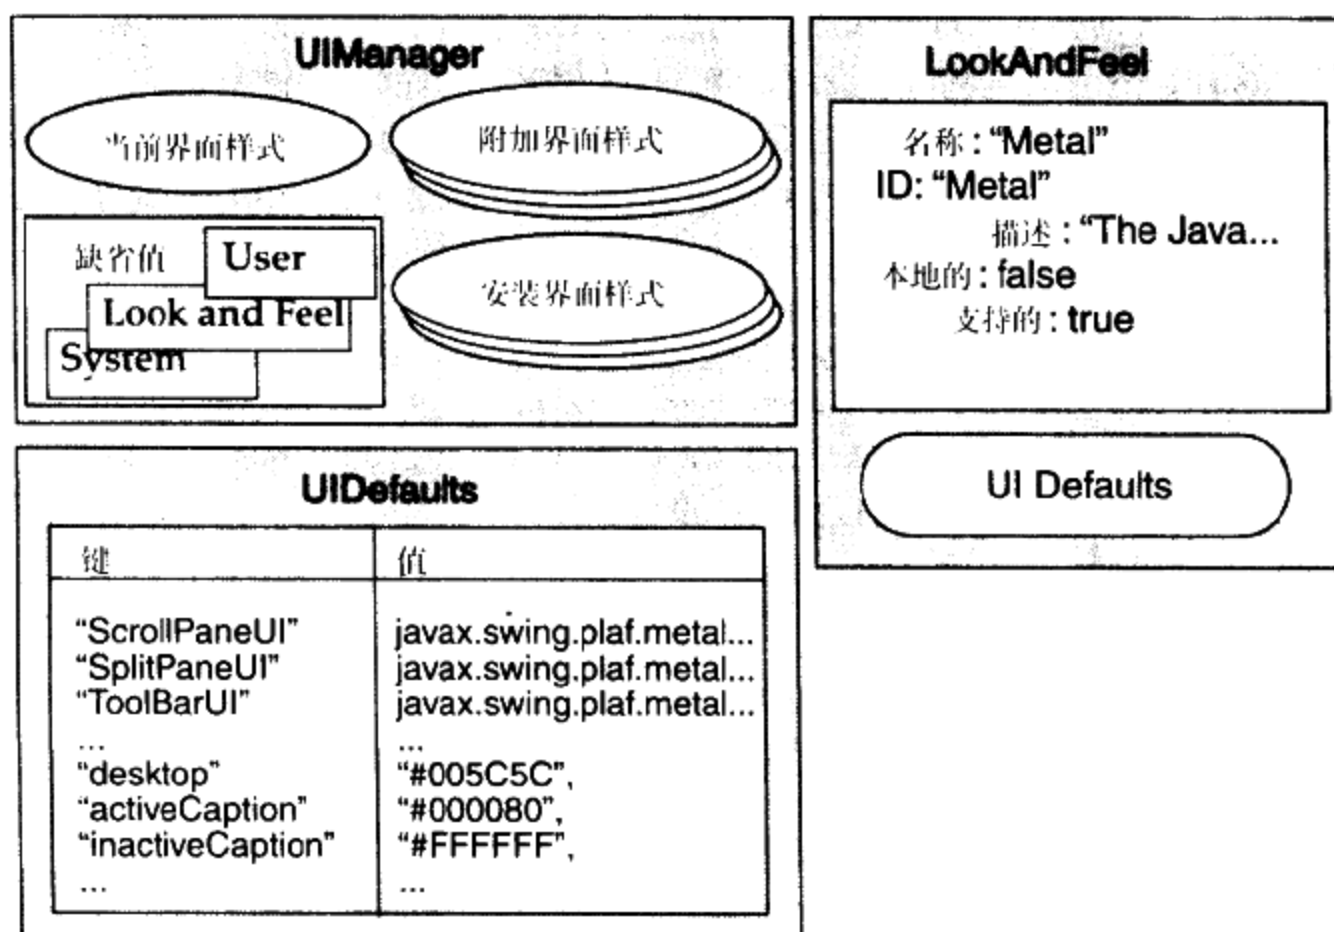 UIManager
当前界面样式
附加界面样式
缺省值
User
Look and Feel
System
安装界面样式
LookAndFeel
名称：“Metal”
ID: “Metal”
描述：“The Java...
本地的：false
支持的：true
UI Defaults
UIDefaults
键 值
“ScrollPaneUI” javax.swing.plaf.metal...
“SplitPaneUI” javax.swing.plaf.metal...
“ToolBarUI” javax.swing.plaf.metal...
... ...
“desktop” “#005C5C”,
“activeCaption” “#000080”,
“inactiveCaption” “#FFFFFF”,
... ...